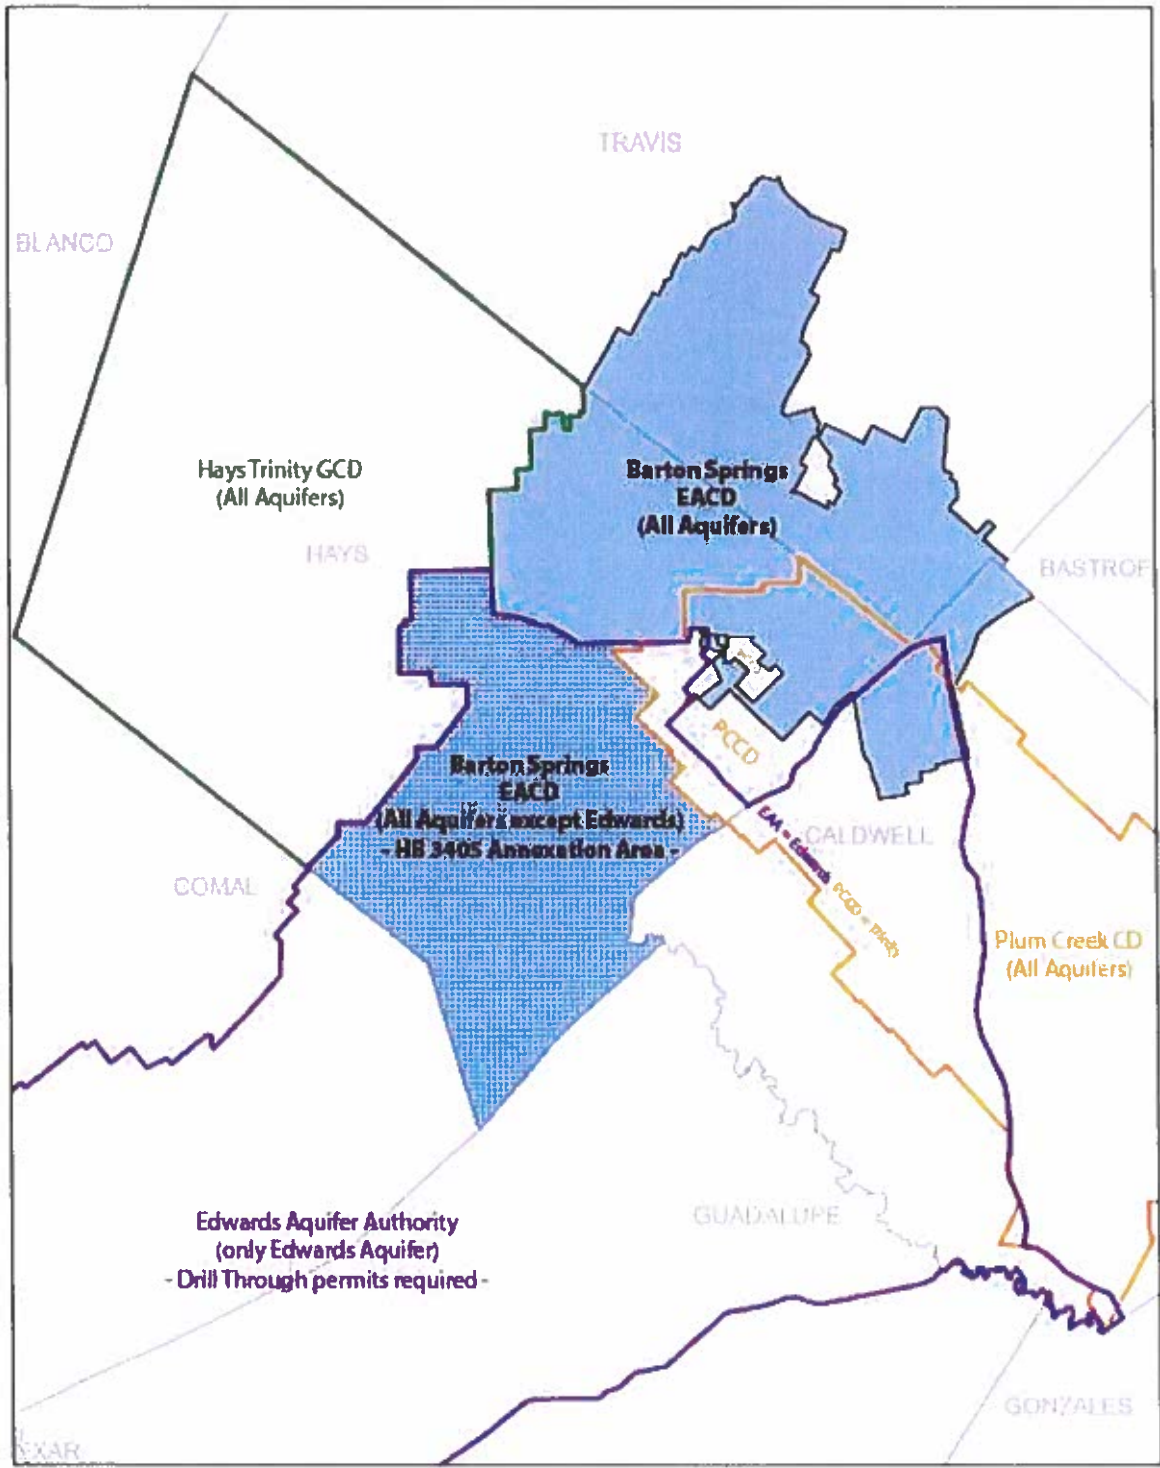 TRAVIS
BLANCO
Hays Trinity GCD
(All Aquifers)
Barton Springs
EACD
(All Aquifers)
HAYS
BASTROP
PCCD
Barton Springs
EACD
(All Aquifers except Edwards)
- HB 3405 Annexation Area -
EAA = Edwards
CALDWELL
COMAL
Plum Creek CD
(All Aquifers)
GUADALUPE
Edwards Aquifer Authority
(only Edwards Aquifer)
- Drill Through permits required -
GONZALES
EXAR